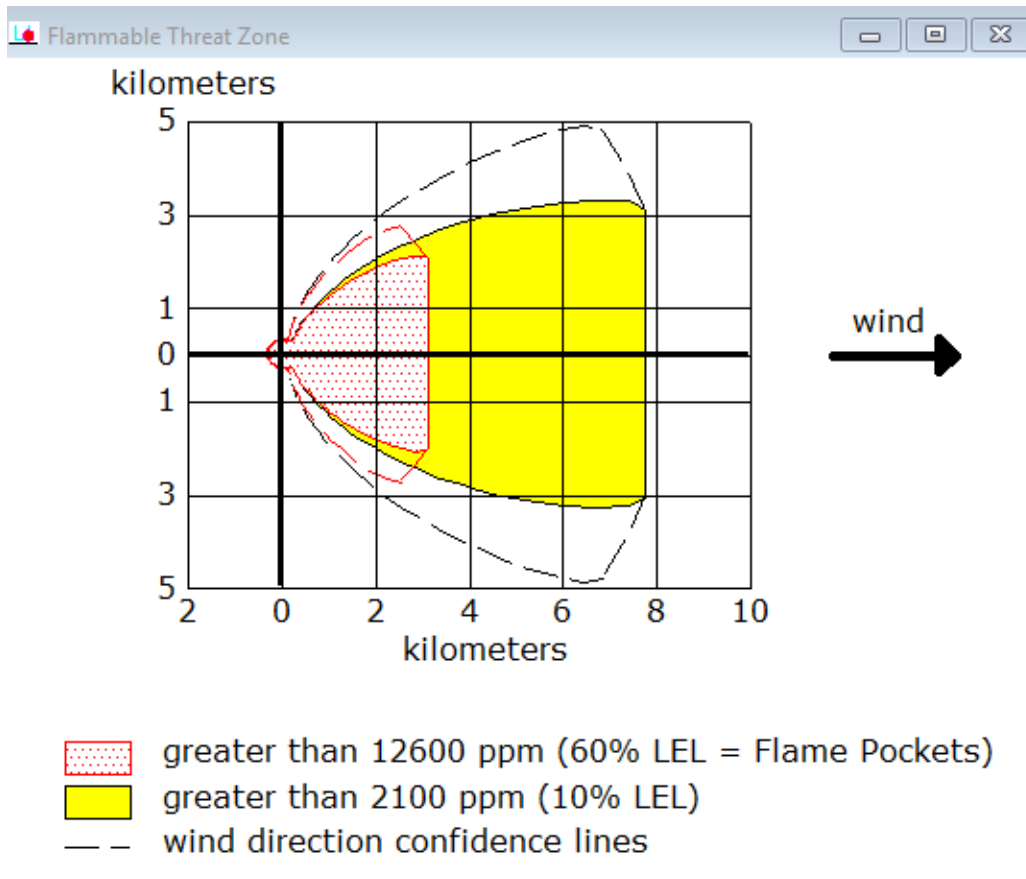 Flammable Threat Zone
kilometers
5
3
1
0
1
3
5
2 0 2 4 6 8 10
kilometers
wind
greater than 12600 ppm (60% LEL = Flame Pockets)
greater than 2100 ppm (10% LEL)
wind direction confidence lines